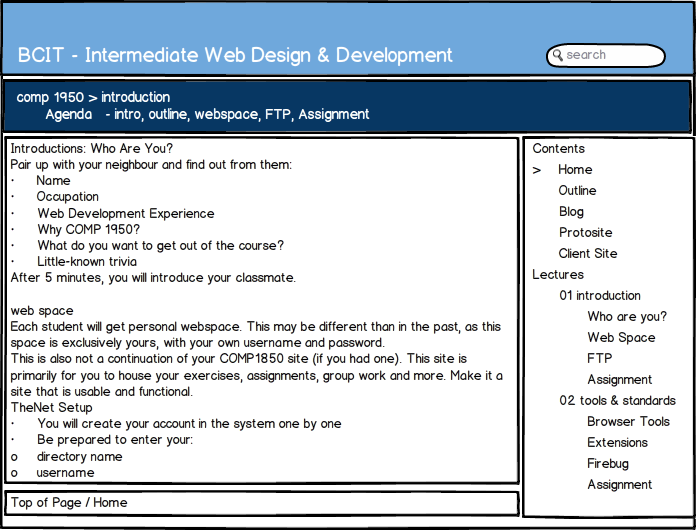 BCIT - Intermediate Web Design & Development
search
comp 1950 > introduction
Agenda - intro, outline, webspace, FTP, Assignment
Introductions: Who Are You?
Pair up with your neighbour and find out from them:
· Name
· Occupation
· Web Development Experience
· Why COMP 1950?
· What do you want to get out of the course?
· Little-known trivia
After 5 minutes, you will introduce your classmate.
web space
Each student will get personal webspace. This may be different than in the past, as this
space is exclusively yours, with your own username and password.
This is also not a continuation of your COMP1850 site (if you had one). This site is
primarily for you to house your exercises, assignments, group work and more. Make it a
site that is usable and functional.
TheNet Setup
· You will create your account in the system one by one
· Be prepared to enter your:
o directory name
o username
Top of Page / Home
Contents
> Home
Outline
Blog
Protosite
Client Site
Lectures
01 introduction
Who are you?
Web Space
FTP
Assignment
02 tools & standards
Browser Tools
Extensions
Firebug
Assignment